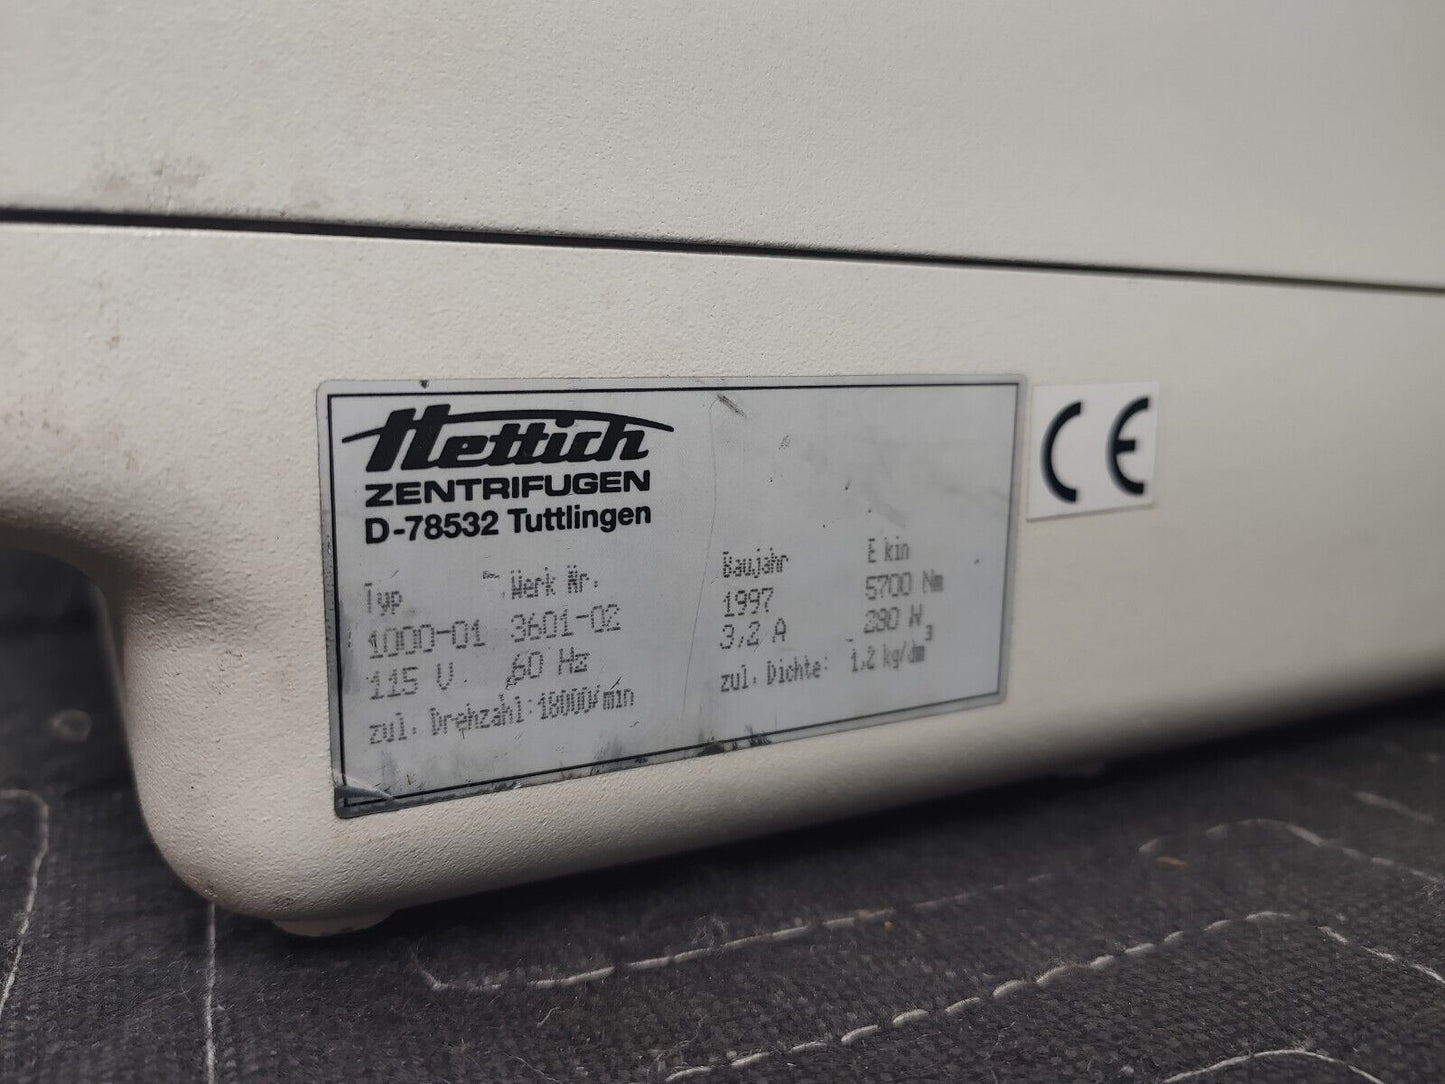 Hettich
ZENTRIFUGEN
D-78532 Tuttlingen
Typ Werk Nr. Baujahr E kin
1000-01 3601-02 1997 5700 Nm
115 V 60 Hz 3,2 A 280 W
zul. Drehzahl:18000/min zul. Dichte: 1,2 kg/dm³
CE